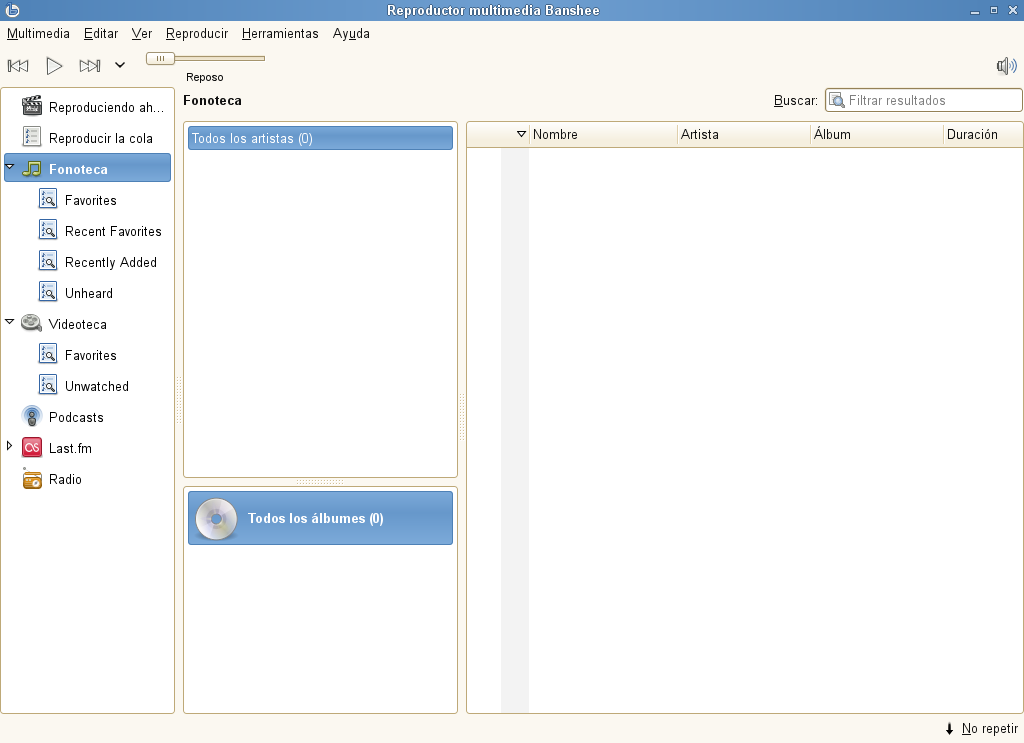 Reproductor multimedia Banshee
Multimedia Editar Ver Reproducir Herramientas Ayuda
Reposo
Reproduciendo ah...
Reproducir la cola
Fonoteca
Favorites
Recent Favorites
Recently Added
Unheard
Videoteca
Favorites
Unwatched
Podcasts
Last.fm
Radio
Fonoteca
Buscar: Filtrar resultados
Todos los artistas (0)
Todos los álbumes (0)
Nombre Artista Álbum Duración
No repetir